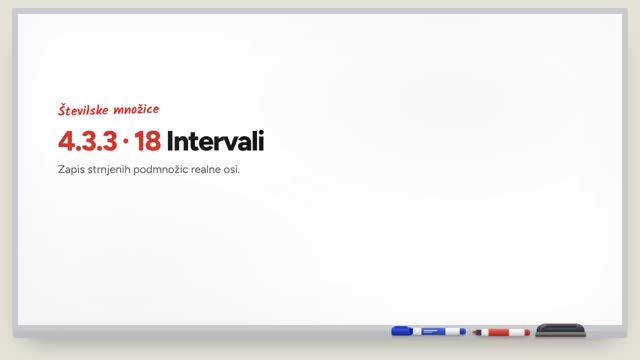 Številske množice
4.3.3 · 18 Intervali
Zapis strnjenih podmnožic realne osi.